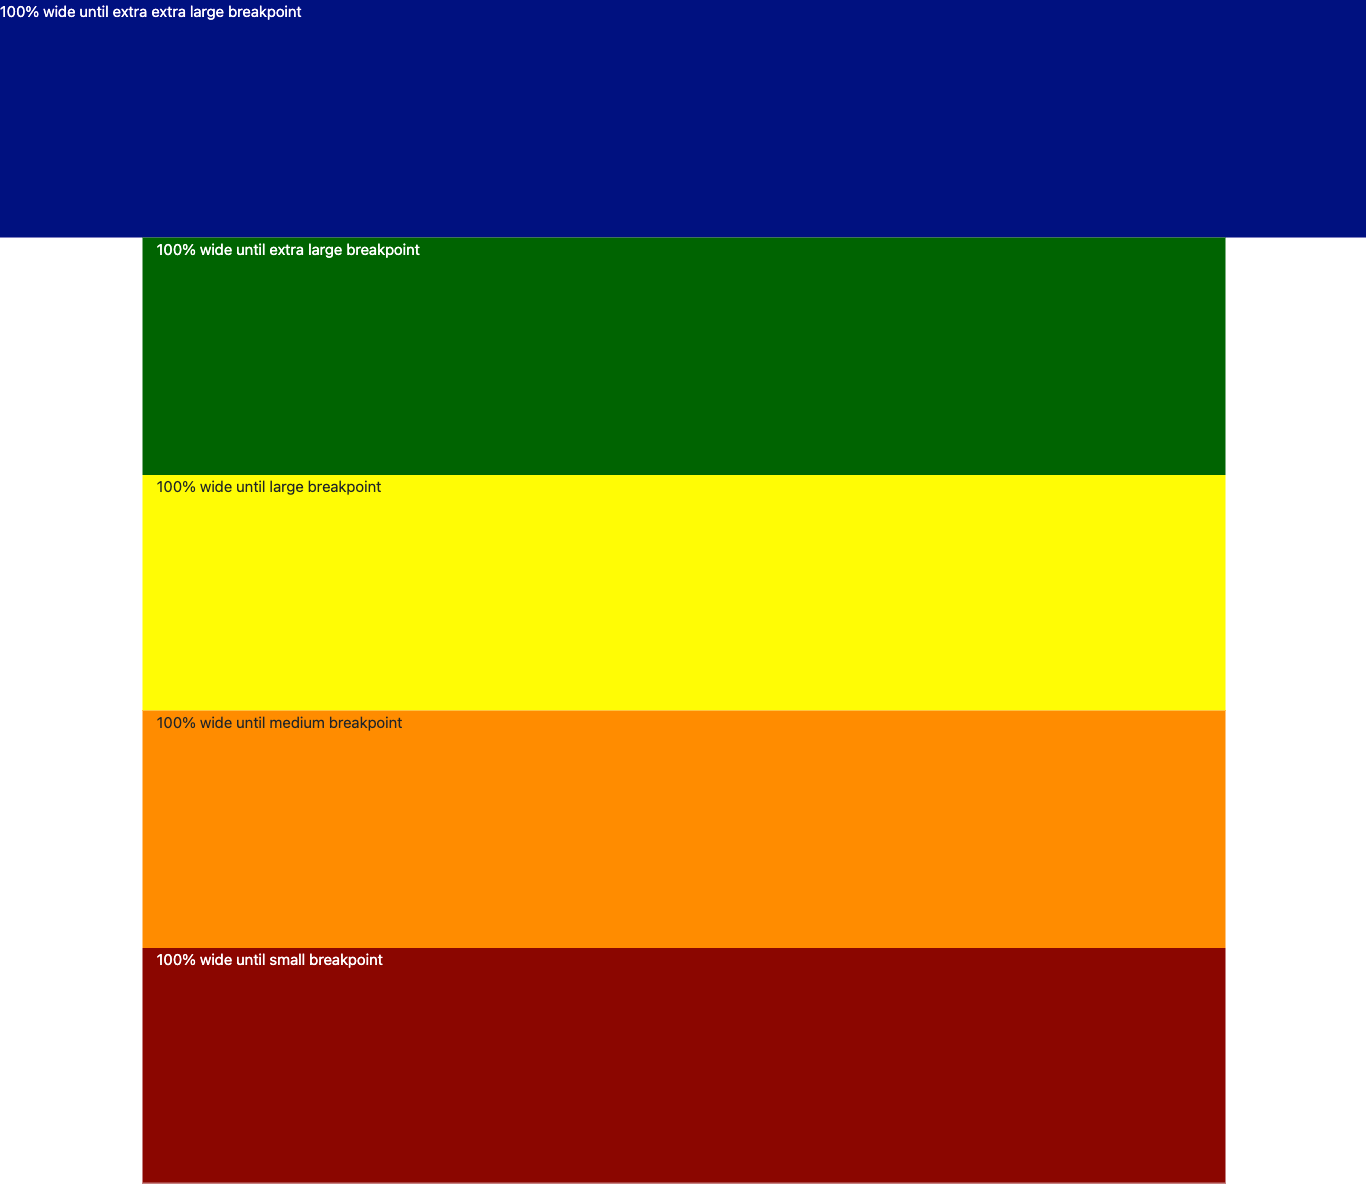 100% wide until extra extra large breakpoint
100% wide until extra large breakpoint
100% wide until large breakpoint
100% wide until medium breakpoint
100% wide until small breakpoint